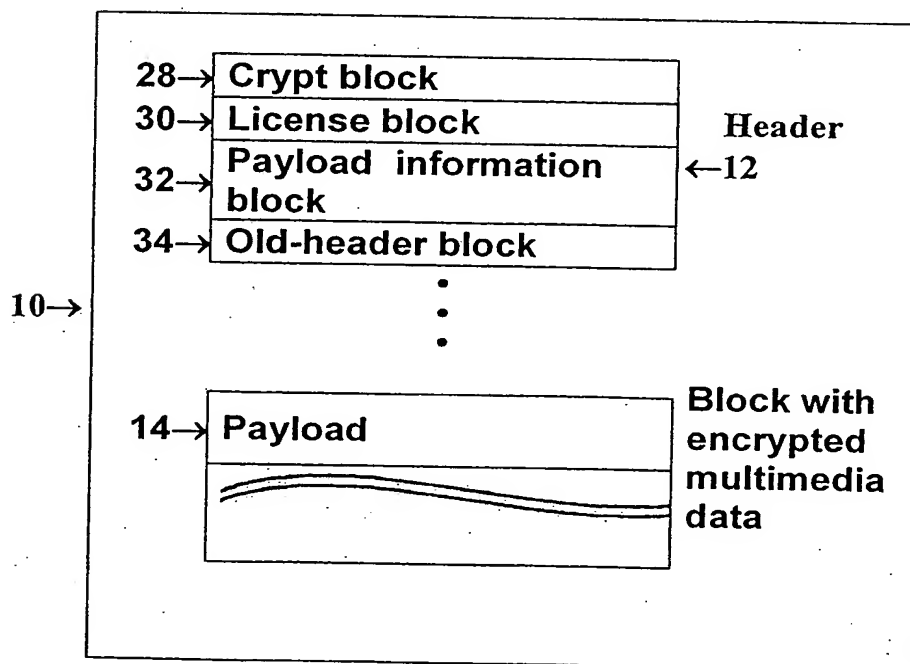 28→ Crypt block
30→ License block
Header
32→ Payload information block
←12
34→ Old-header block
10→
14→ Payload
Block with
encrypted
multimedia
data